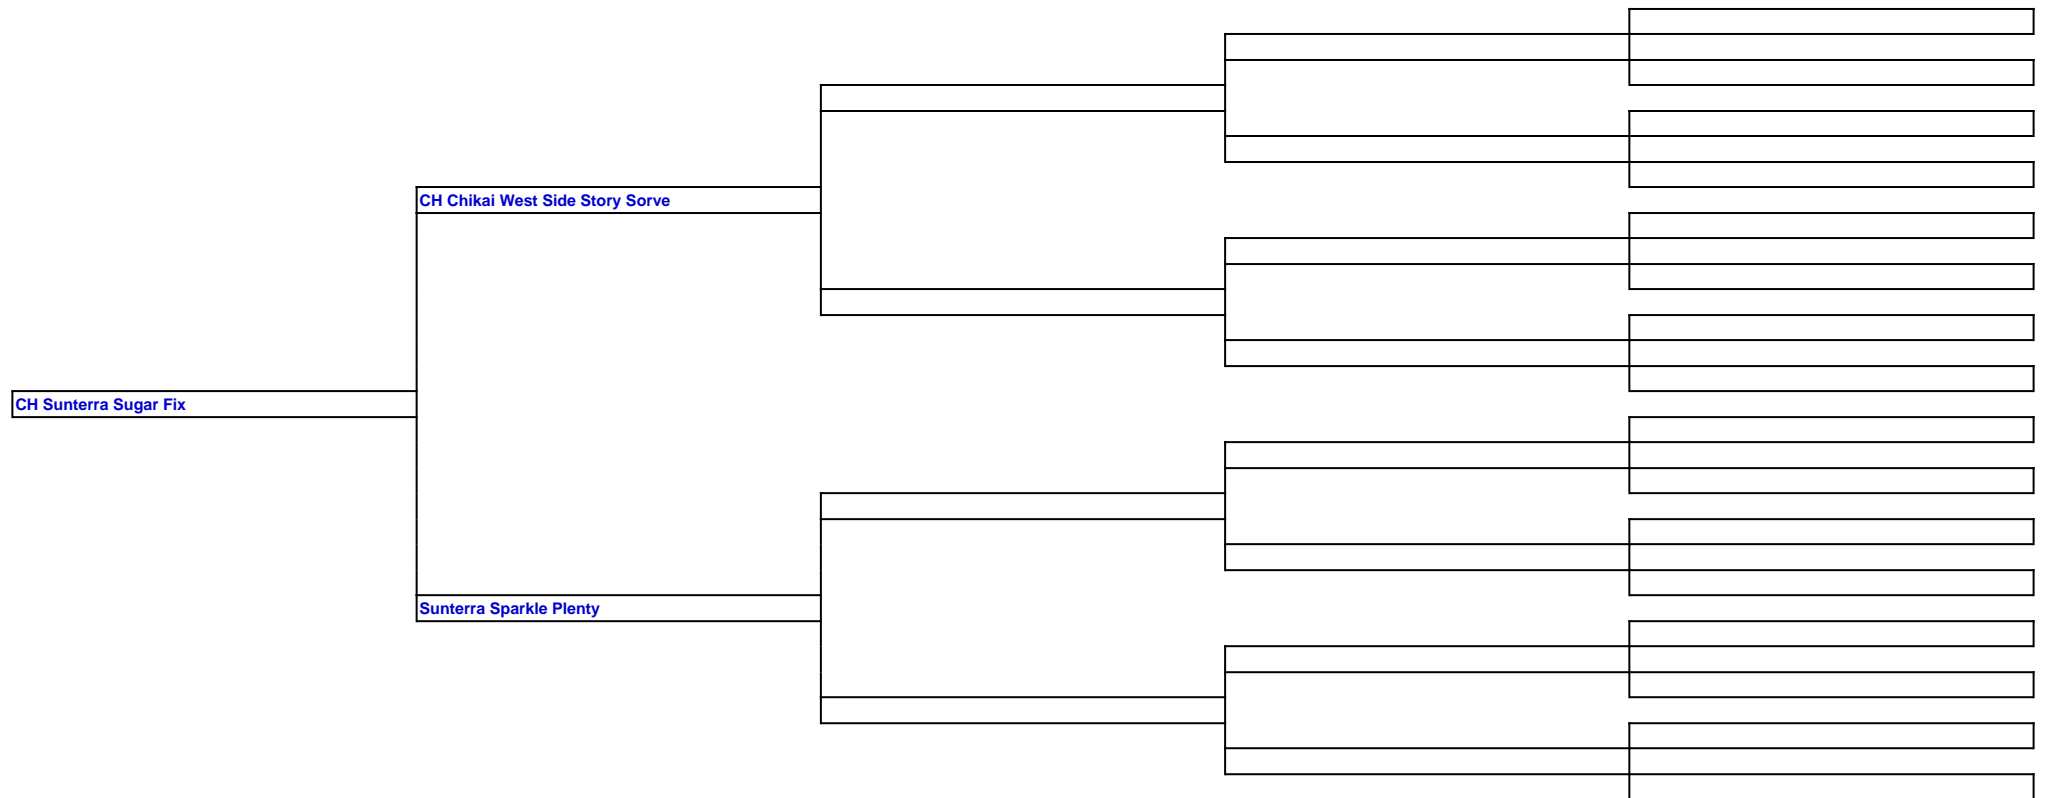 CH Chikai West Side Story Sorve
CH Sunterra Sugar Fix
Sunterra Sparkle Plenty